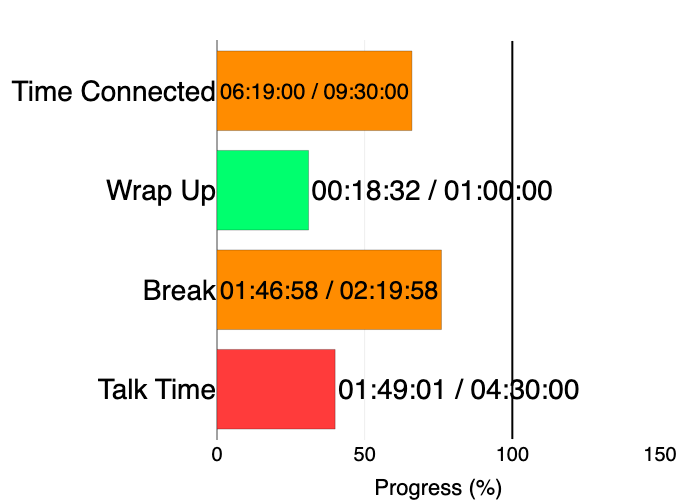 Time Connected 06:19:00 / 09:30:00
Wrap Up 00:18:32 / 01:00:00
Break 01:46:58 / 02:19:58
Talk Time 01:49:01 / 04:30:00
0 50 100 150
Progress (%)